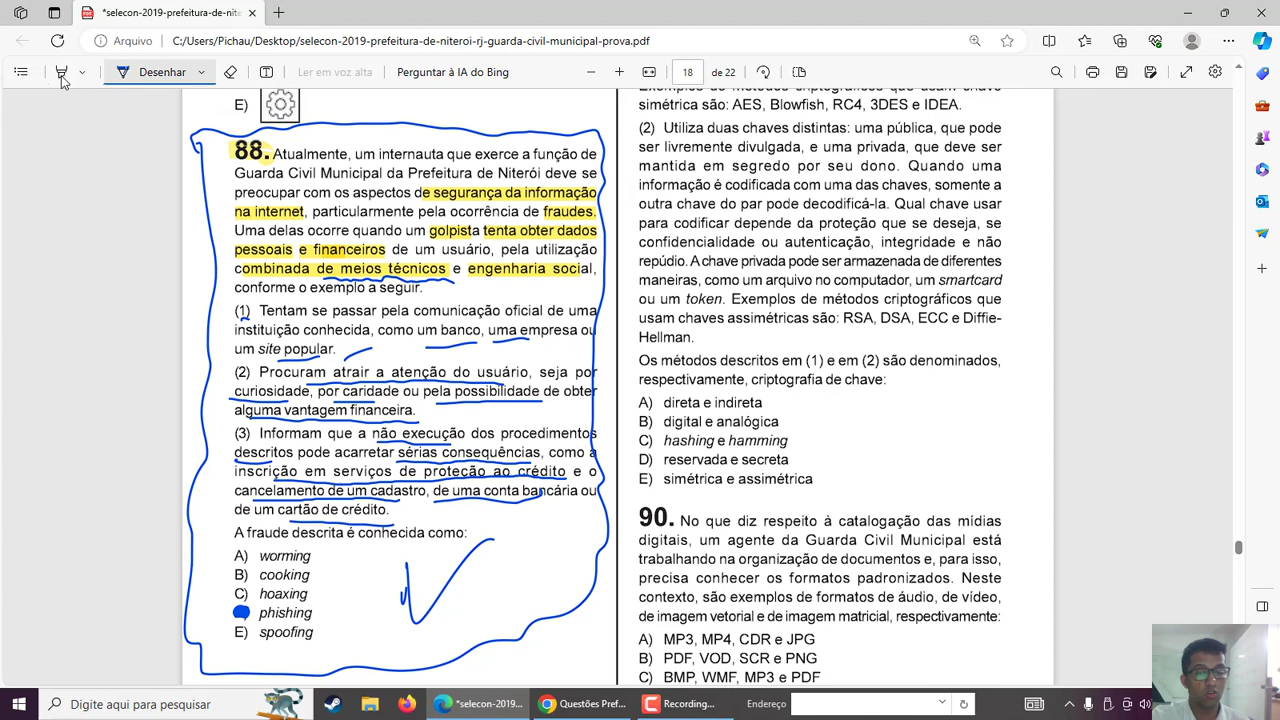 *selecon-2019-prefeitura-de-nite
Arquivo
C:/Users/Pichau/Desktop/selecon-2019-prefeitura-de-niteroi-rj-guarda-civil-municipal-prova.pdf
Desenhar
Ler em voz alta
Perguntar à IA do Bing
18
de 22
E)
88. Atualmente, um internauta que exerce a função de
Guarda Civil Municipal da Prefeitura de Niterói deve se
preocupar com os aspectos de segurança da informação
na internet, particularmente pela ocorrência de fraudes.
Uma delas ocorre quando um golpista tenta obter dados
pessoais e financeiros de um usuário, pela utilização
combinada de meios técnicos e engenharia social,
conforme o exemplo a seguir.
(1) Tentam se passar pela comunicação oficial de uma
instituição conhecida, como um banco, uma empresa ou
um site popular.
(2) Procuram atrair a atenção do usuário, seja por
curiosidade, por caridade ou pela possibilidade de obter
alguma vantagem financeira.
(3) Informam que a não execução dos procedimentos
descritos pode acarretar sérias consequências, como a
inscrição em serviços de proteção ao crédito e o
cancelamento de um cadastro, de uma conta bancária ou
de um cartão de crédito.
A fraude descrita é conhecida como:
A) worming
B) cooking
C) hoaxing
phishing
E) spoofing
Exemplos de métodos criptográficos que usam chave
simétrica são: AES, Blowfish, RC4, 3DES e IDEA.
(2) Utiliza duas chaves distintas: uma pública, que pode
ser livremente divulgada, e uma privada, que deve ser
mantida em segredo por seu dono. Quando uma
informação é codificada com uma das chaves, somente a
outra chave do par pode decodificá-la. Qual chave usar
para codificar depende da proteção que se deseja, se
confidencialidade ou autenticação, integridade e não
repúdio. A chave privada pode ser armazenada de diferentes
maneiras, como um arquivo no computador, um smartcard
ou um token. Exemplos de métodos criptográficos que
usam chaves assimétricas são: RSA, DSA, ECC e Diffie-
Hellman.
Os métodos descritos em (1) e em (2) são denominados,
respectivamente, criptografia de chave:
A) direta e indireta
B) digital e analógica
C) hashing e hamming
D) reservada e secreta
E) simétrica e assimétrica
90. No que diz respeito à catalogação das mídias
digitais, um agente da Guarda Civil Municipal está
trabalhando na organização de documentos e, para isso,
precisa conhecer os formatos padronizados. Neste
contexto, são exemplos de formatos de áudio, de vídeo,
de imagem vetorial e de imagem matricial, respectivamente:
A) MP3, MP4, CDR e JPG
B) PDF, VOD, SCR e PNG
C) BMP, WMF, MP3 e PDF
Digite aqui para pesquisar
*selecon-2019...
Questões Pref...
Recording...
Endereço